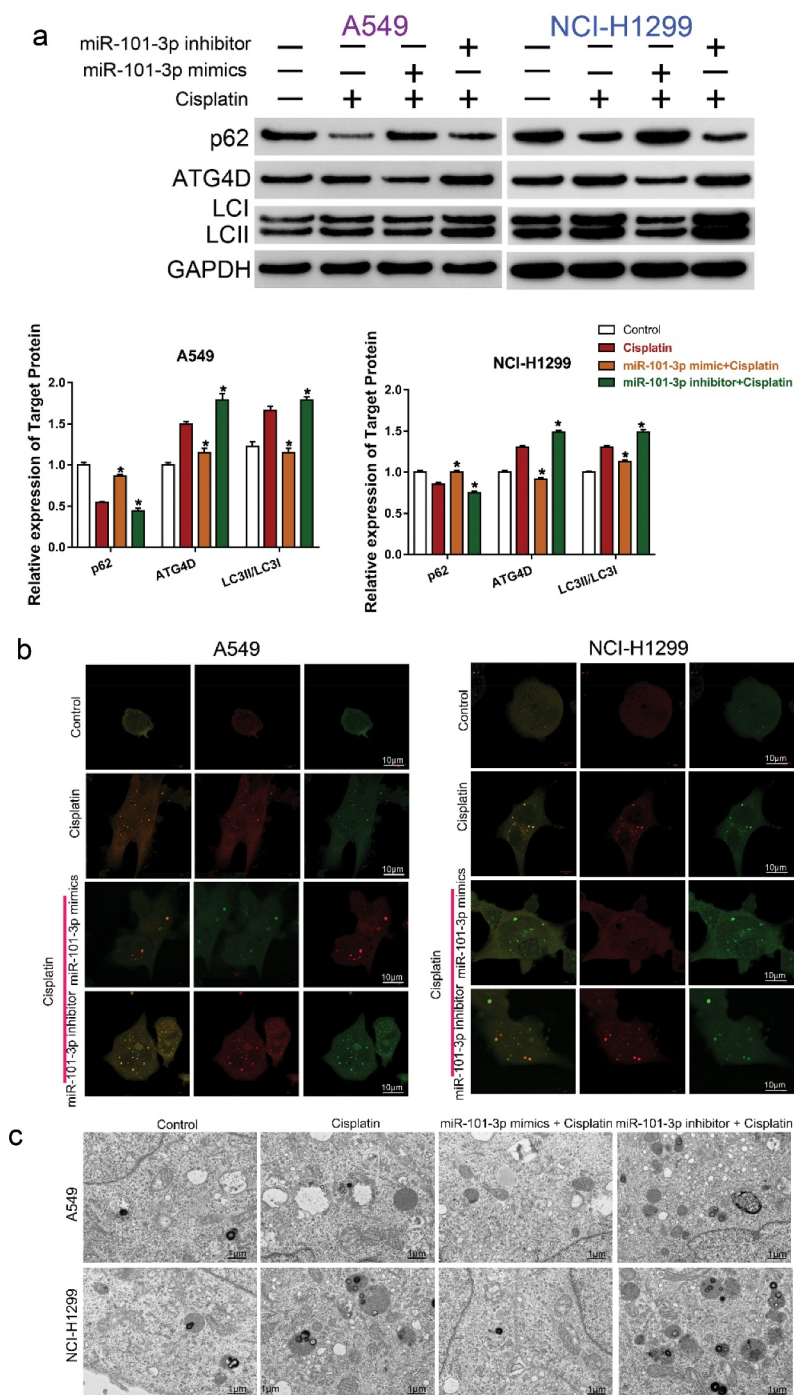 a
A549
NCI-H1299
miR-101-3p inhibitor — — — + — — — +
miR-101-3p mimics — — + — — — + —
Cisplatin — + + + — + + +
p62
ATG4D
LCI
LCII
GAPDH
Control
Cisplatin
miR-101-3p mimic+Cisplatin
miR-101-3p inhibitor+Cisplatin
A549
Relative expression of Target Protein
2.0
1.5
1.0
0.5
0.0
* * * * *
p62 ATG4D LC3II/LC3I
NCI-H1299
Relative expression of Target Protein
2.0
1.5
1.0
0.5
0.0
* * * * * *
p62 ATG4D LC3II/LC3I
b
A549
NCI-H1299
Control
10μm
Cisplatin
10μm
Cisplatin
miR-101-3p mimics
10μm
miR-101-3p inhibitor
10μm
Control
10μm
Cisplatin
10μm
Cisplatin
miR-101-3p mimics
10μm
miR-101-3p inhibitor
10μm
c
Control Cisplatin miR-101-3p mimics + Cisplatin miR-101-3p inhibitor + Cisplatin
A549
1μm 1μm 1μm 1μm
NCI-H1299
1μm 1μm 1μm 1μm 1μm